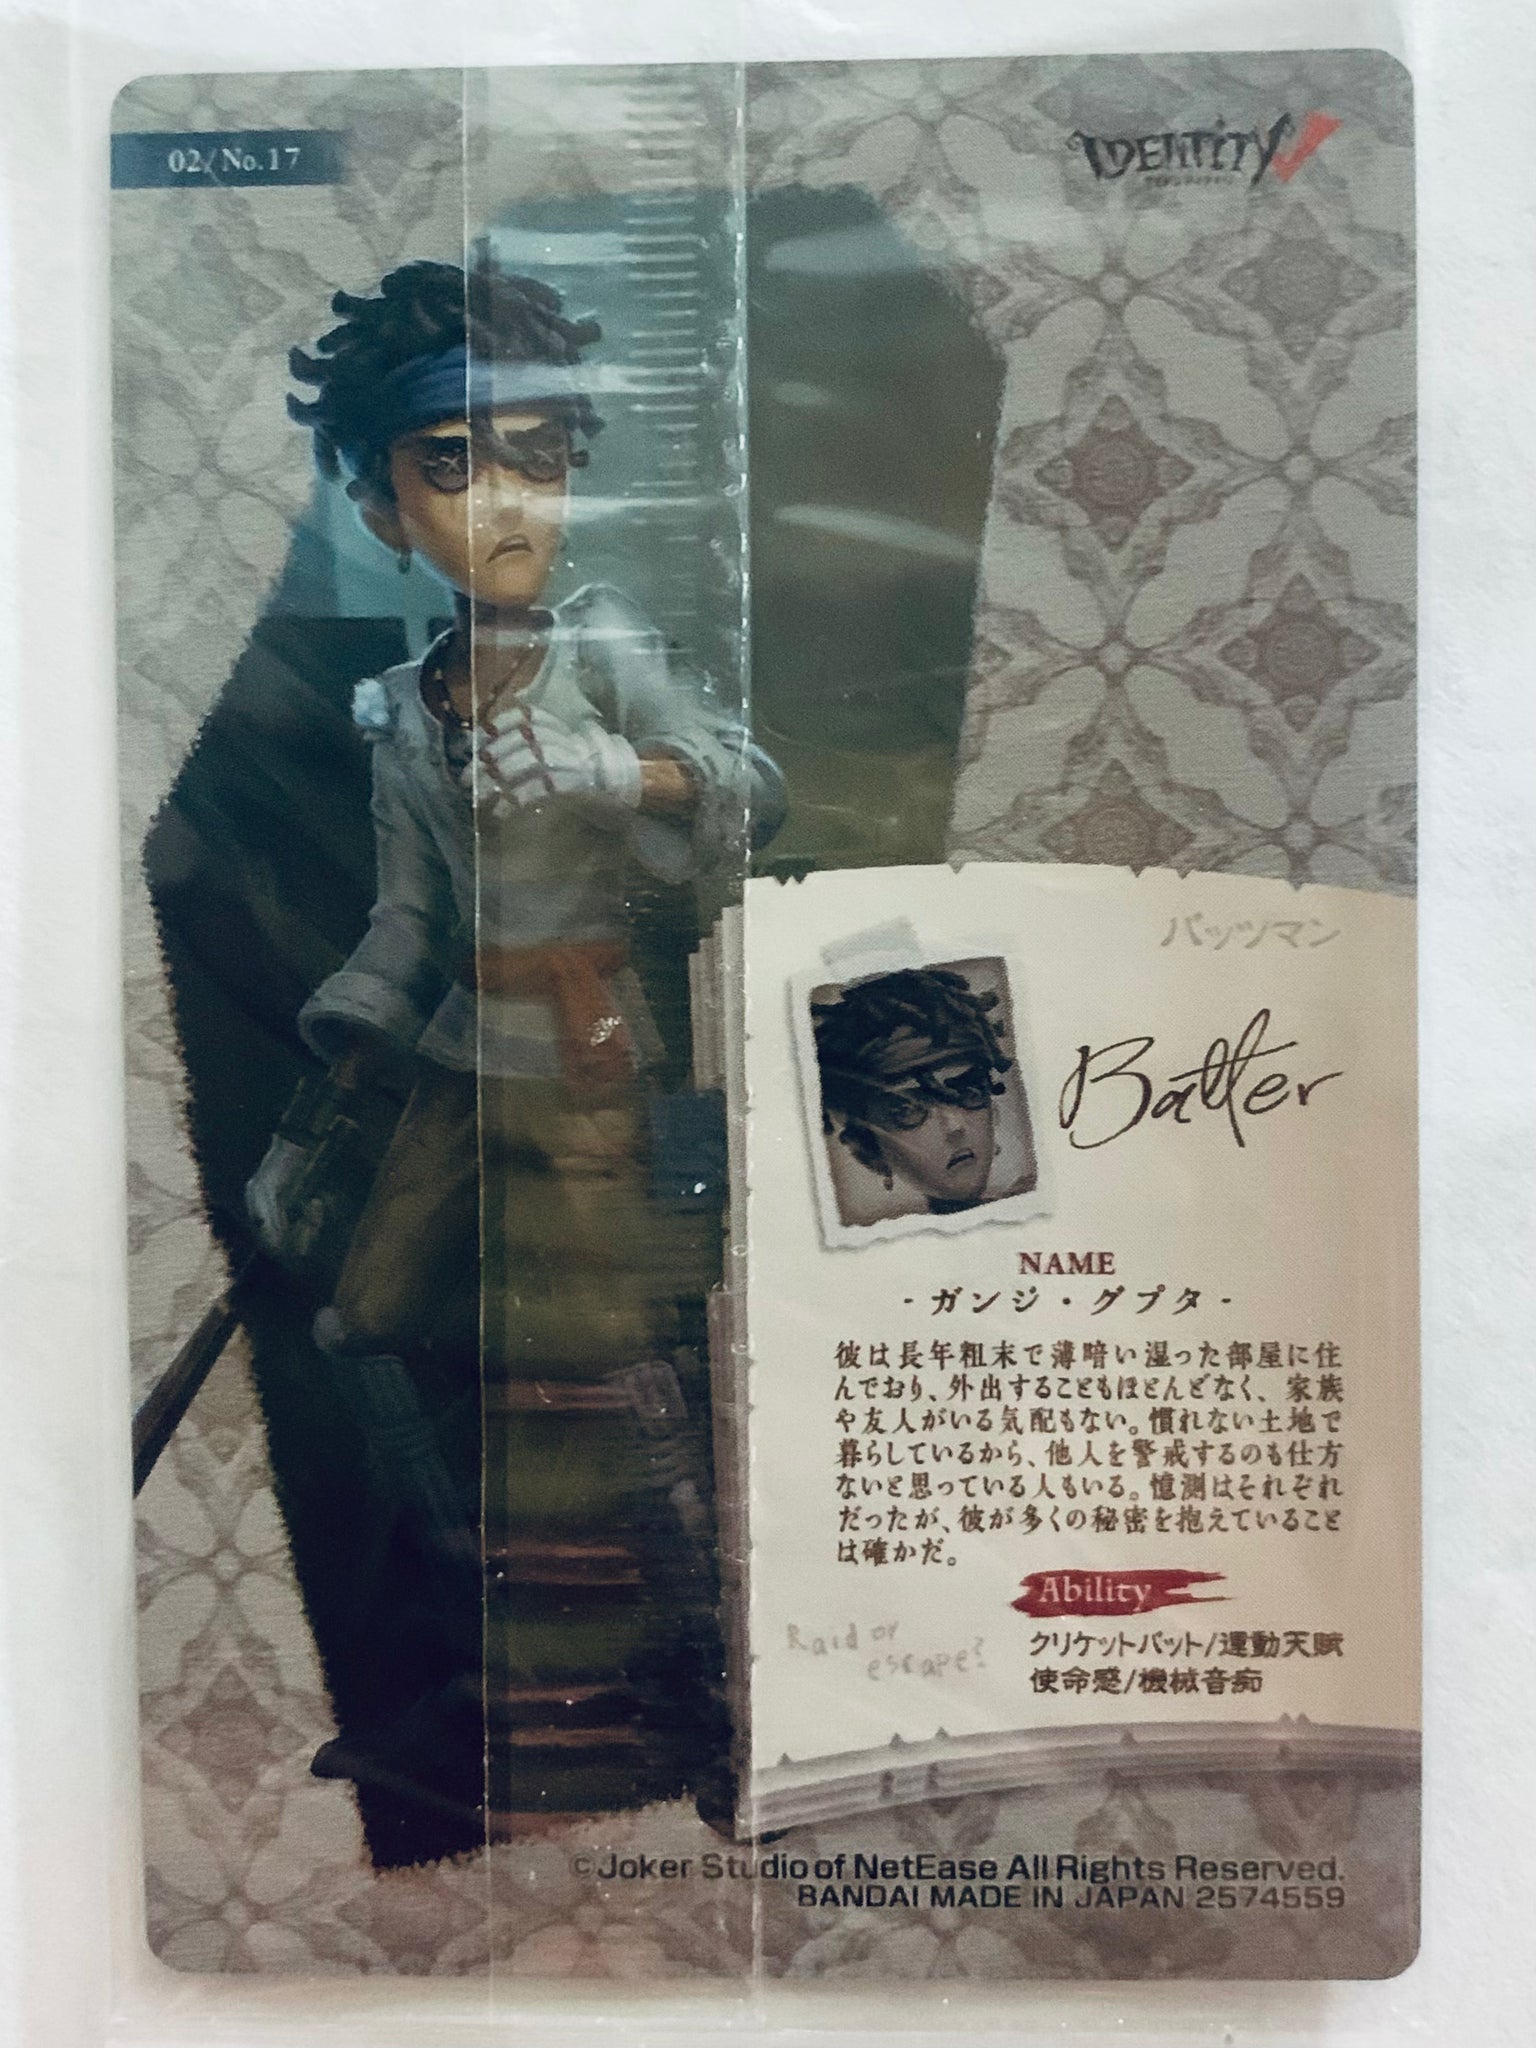 02/No.17
IDENTITY V
バッツマン
Batter
NAME
- ガンジ・グプタ -
彼は長年粗末で薄暗い湿った部屋に住
んでおり、外出することもほとんどなく、家族
や友人がいる気配もない。慣れない土地で
暮らしているから、他人を警戒するのも仕方
ないと思っている人もいる。憶測はそれぞれ
だったが、彼が多くの秘密を抱えていること
は確かだ。
Ability
クリケットバット/運動天賦
使命感/機械音痴
Raid or
escape?
©Joker Studio of NetEase All Rights Reserved.
BANDAI MADE IN JAPAN 2574559